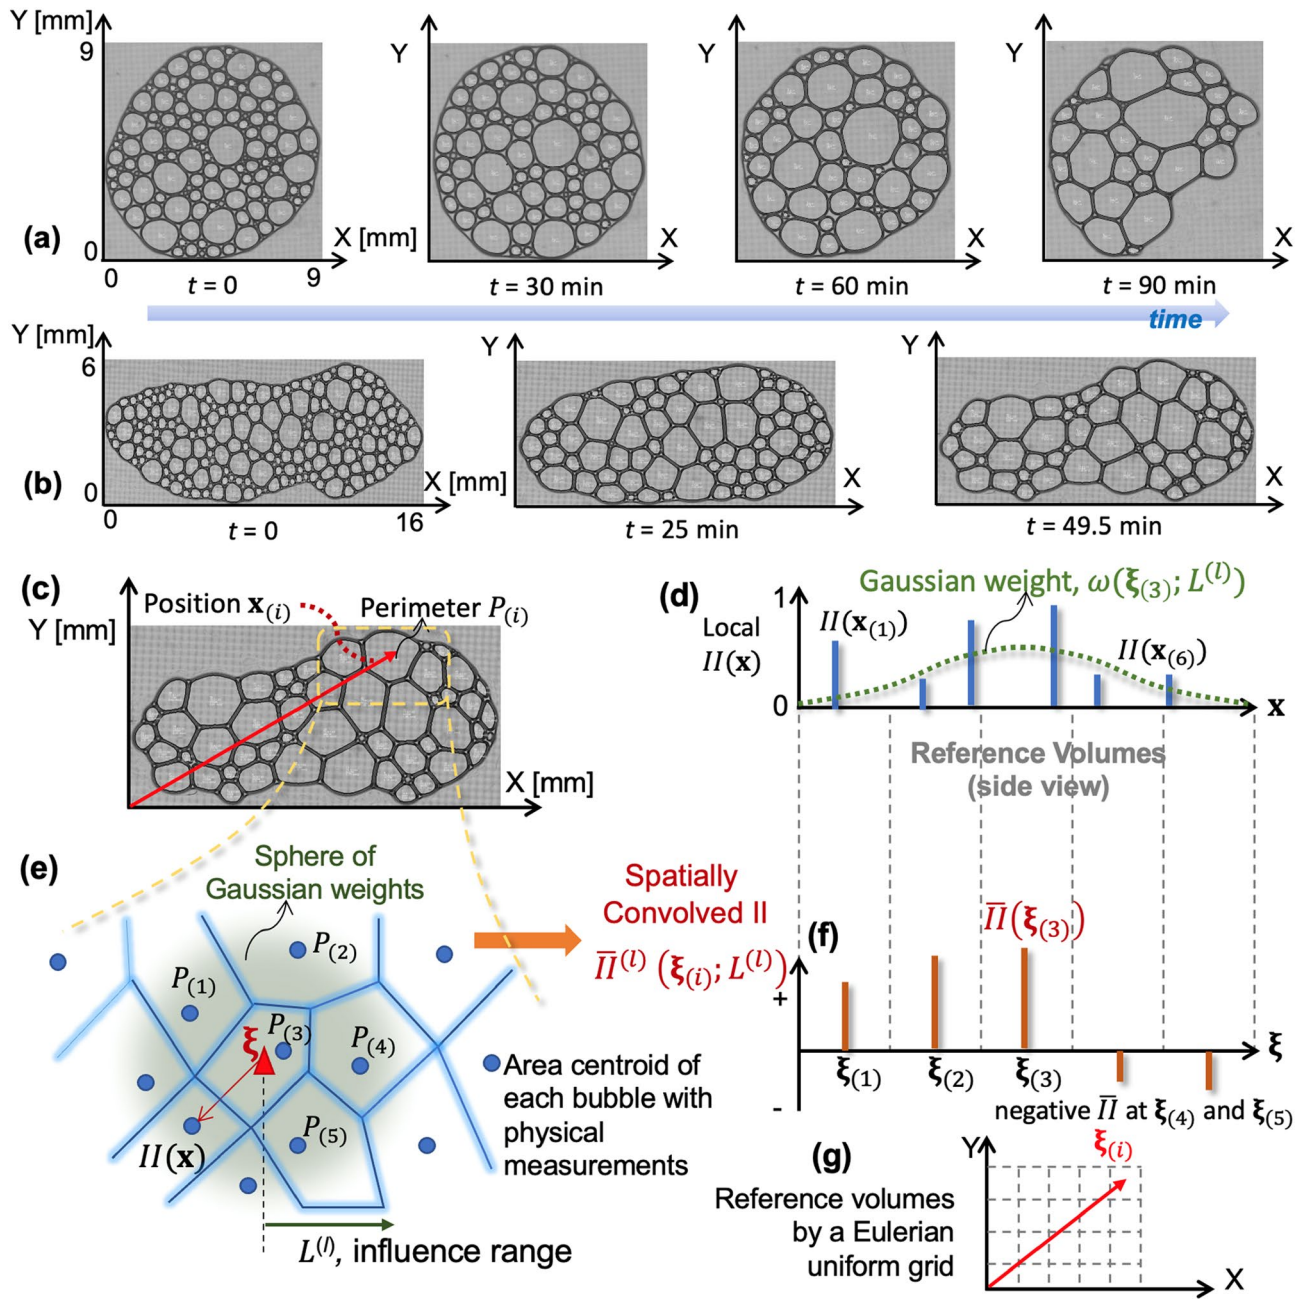 Y [mm]
9
(a)
0
X [mm]
0
9
t = 0
Y
X
t = 30 min
Y
X
t = 60 min
Y
X
t = 90 min
time
Y [mm]
6
(b)
0
X [mm]
0
16
t = 0
Y
X
t = 25 min
Y
X
t = 49.5 min
(c)
Position x(i)
Perimeter P(i)
Y [mm]
X [mm]
(d)
Gaussian weight, ω(ξ(3); L(l))
1
Local
II(x)
II(x(1))
II(x(6))
0
x
Reference Volumes
(side view)
(e)
Sphere of
Gaussian weights
P(1)
P(2)
P(3)
P(4)
P(5)
ξ
II(x)
L(l), influence range
Spatially
Convolved II
I̅I̅(l) (ξ(i); L(l))
Area centroid of
each bubble with
physical
measurements
(f)
I̅I̅(ξ(3))
+
-
ξ
ξ(1)
ξ(2)
ξ(3)
negative I̅I̅ at ξ(4) and ξ(5)
(g)
Reference volumes
by a Eulerian
uniform grid
Y
ξ(i)
X